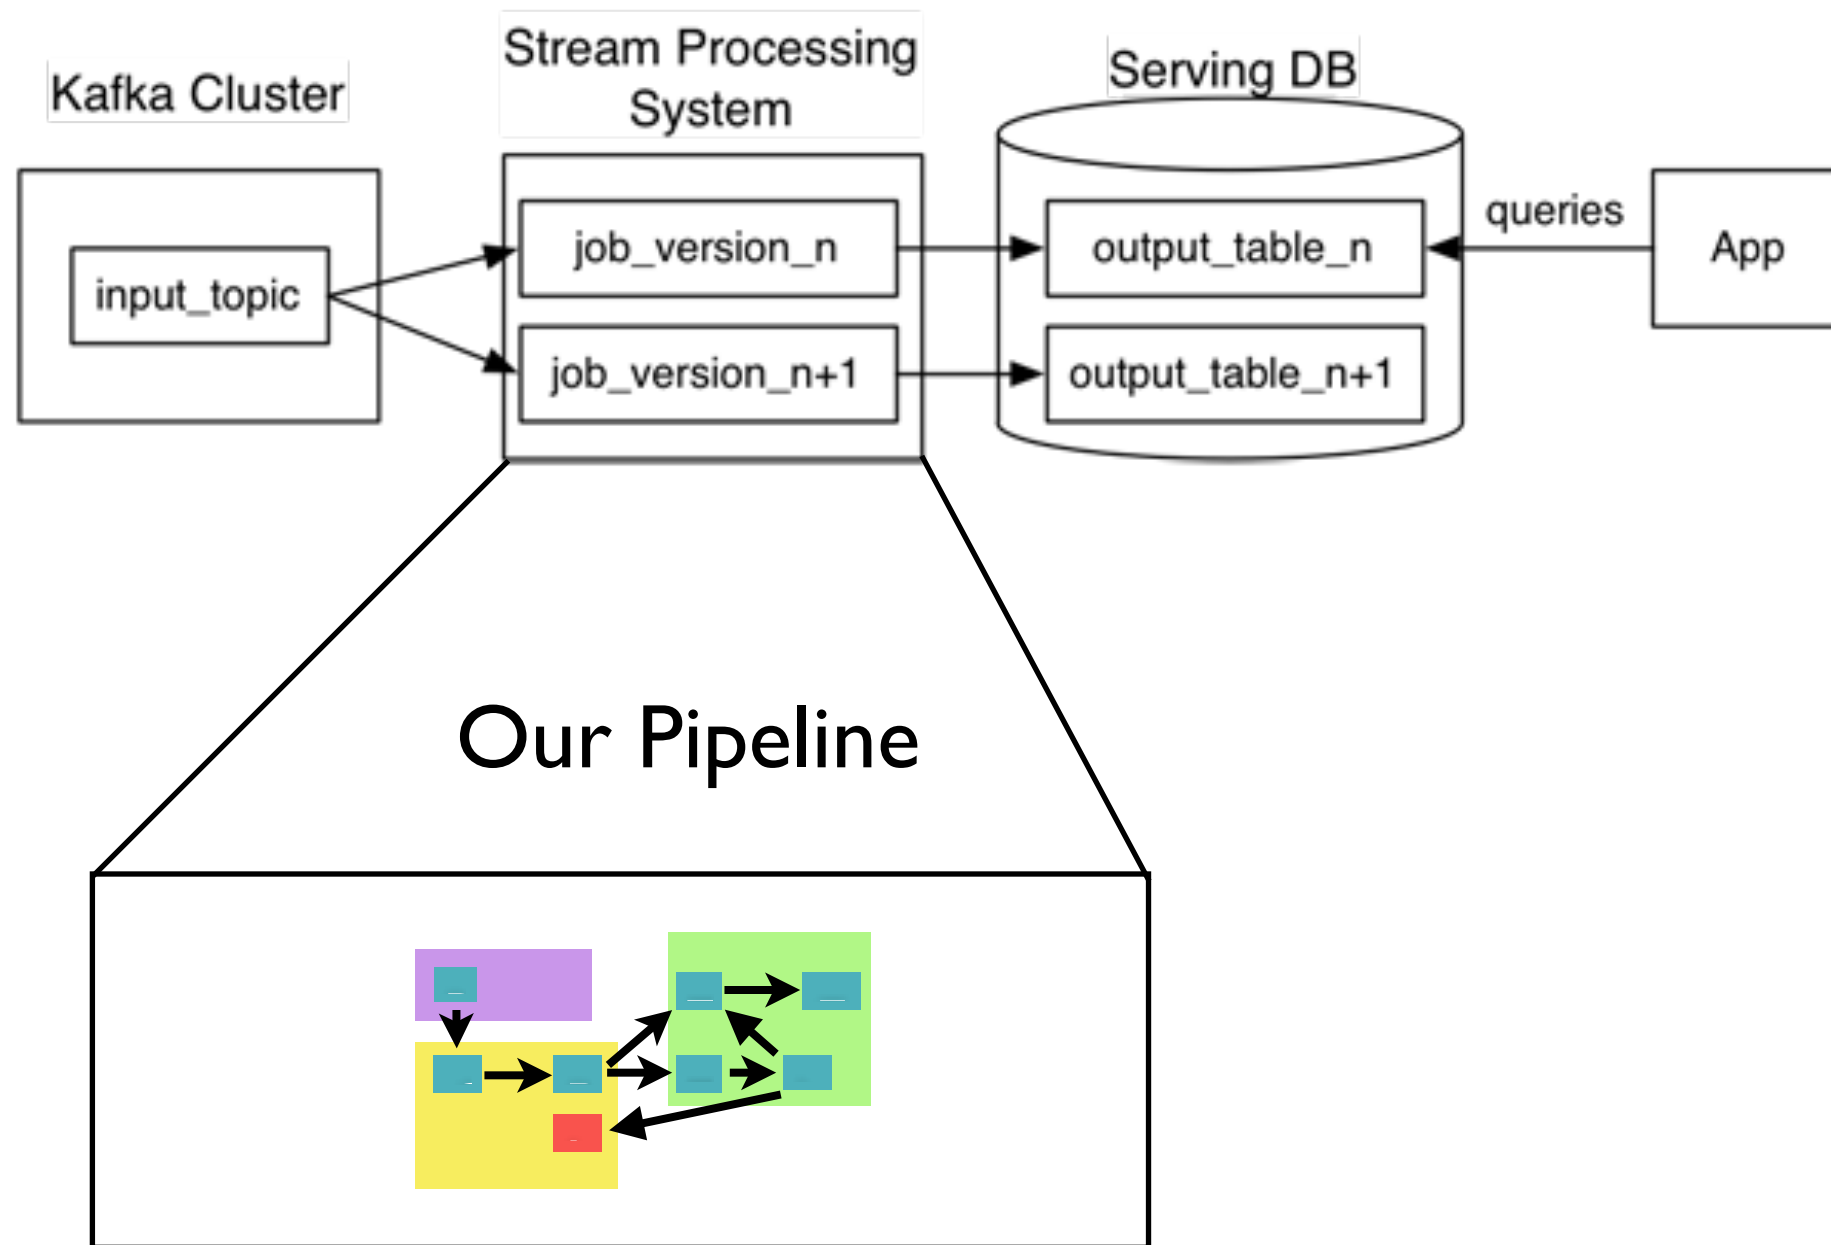 Kafka Cluster
Stream Processing
System
Serving DB
input_topic
job_version_n
job_version_n+1
output_table_n
output_table_n+1
queries
App
Our Pipeline